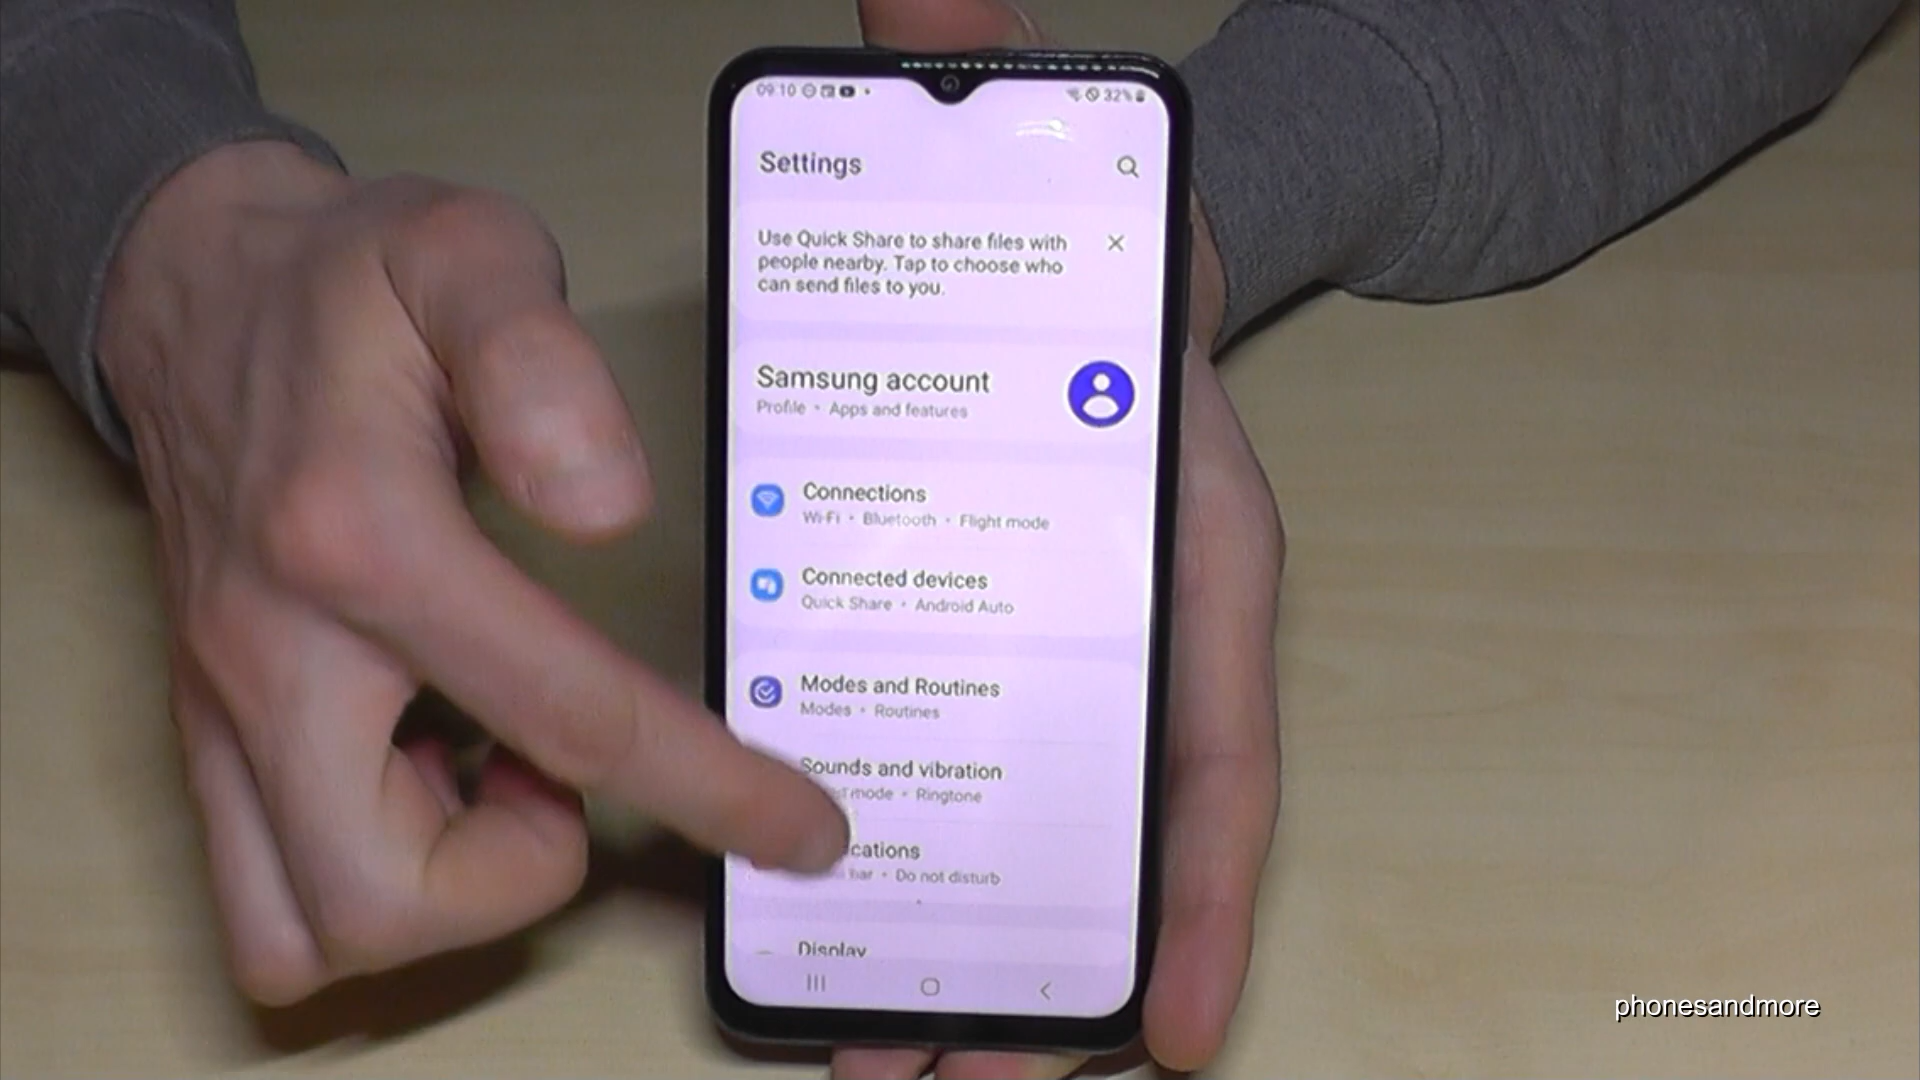 09:10 32%
Settings
Use Quick Share to share files with
people nearby. Tap to choose who
can send files to you.
Samsung account
Profile • Apps and features
Connections
Wi-Fi • Bluetooth • Flight mode
Connected devices
Quick Share • Android Auto
Modes and Routines
Modes • Routines
Sounds and vibration
mode • Ringtone
cations
bar • Do not disturb
Display
phonesandmore